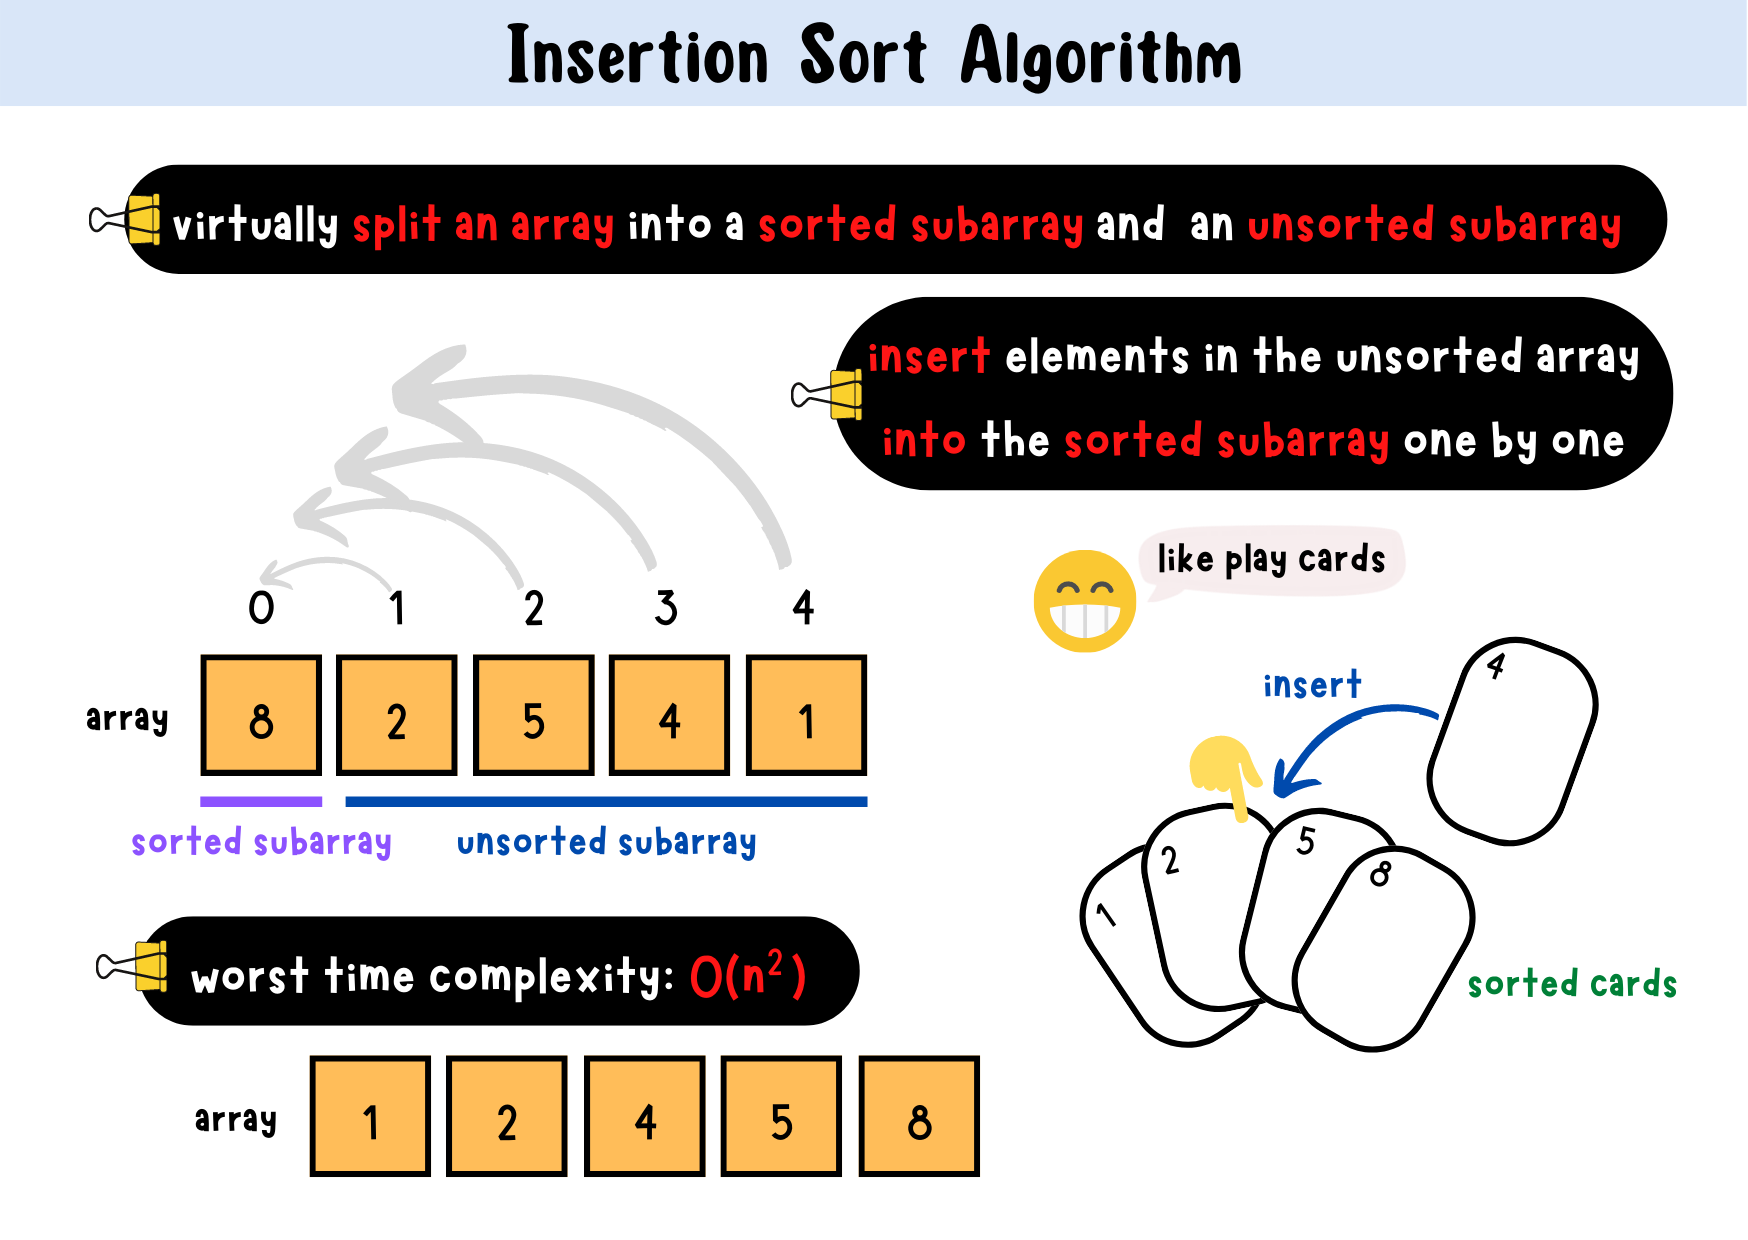 Insertion Sort Algorithm
virtually split an array into a sorted subarray and an unsorted subarray
insert elements in the unsorted array
into the sorted subarray one by one
like play cards
0 1 2 3 4
array 8 2 5 4 1
sorted subarray unsorted subarray
insert
4
1 2 5 8
sorted cards
worst time complexity: O(n²)
array 1 2 4 5 8